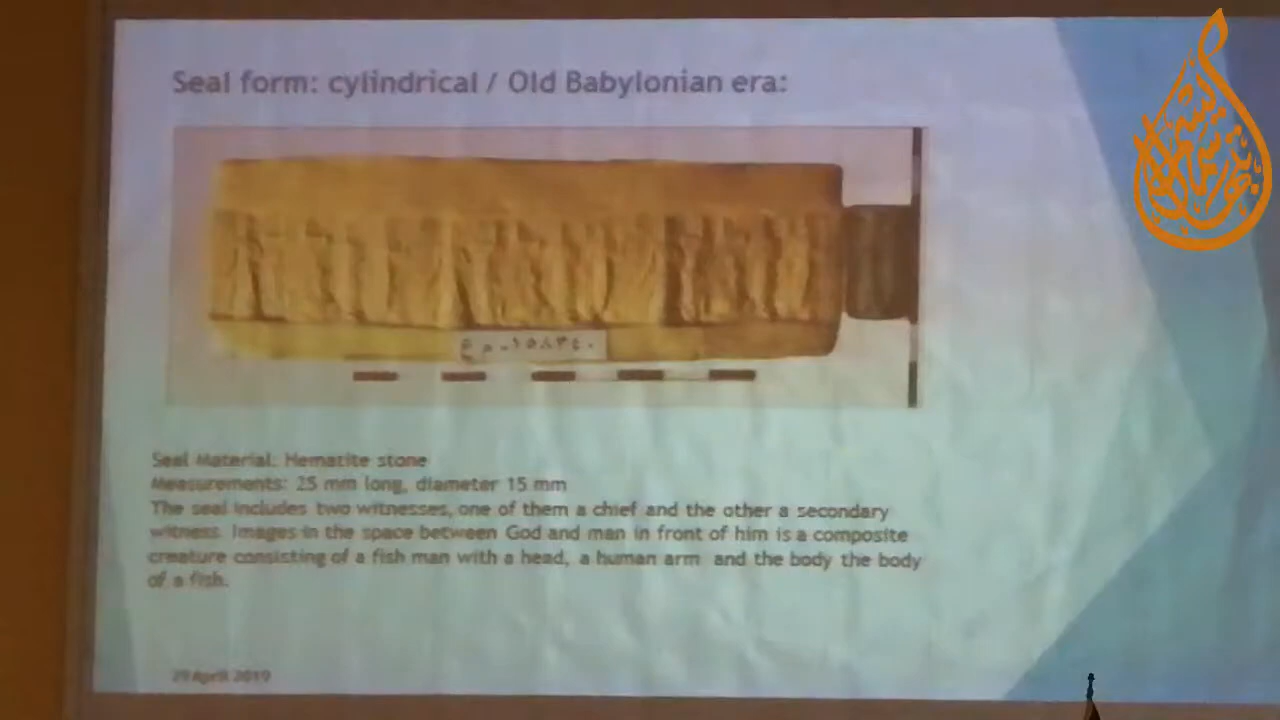 Seal form: cylindrical / Old Babylonian era:
Seal Material: Hematite stone
Measurements: 25 mm long, diameter 15 mm
The seal includes two witnesses, one of them a chief and the other a secondary
witness. Images in the space between God and man in front of him is a composite
creature consisting of a fish man with a head, a human arm and the body the body
of a fish.
29 April 2019